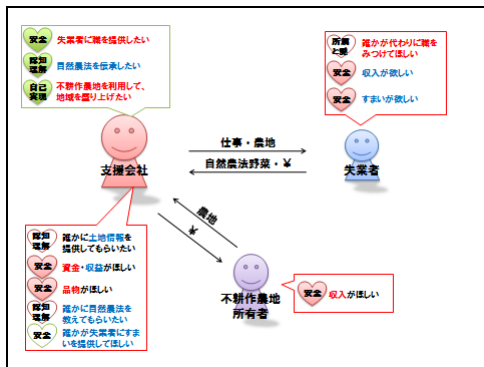 安全 失業者に職を提供したい
認知
理解 自然農法を伝承したい
自己
実現 不耕作農地を利用して、
地域を盛り上げたい
所属
と愛 誰かが代わりに職を
みつけてほしい
安全 収入が欲しい
安全 すまいが欲しい
支援会社
仕事・農地
自然農法野菜・¥
失業者
農地
¥
認知
理解 誰かに土地情報を
提供してもらいたい
安全 資金・収益がほしい
安全 品物がほしい
認知
理解 誰かに自然農法を
教えてもらいたい
安全 誰かが失業者にすま
いを提供してほしい
不耕作農地
所有者
安全 収入がほしい